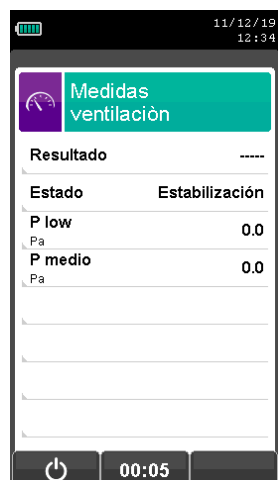 11/12/19
12:34
Medidas
ventilaciòn
Resultado -----
Estado Estabilización
P low 0.0
Pa
P medio 0.0
Pa
00:05